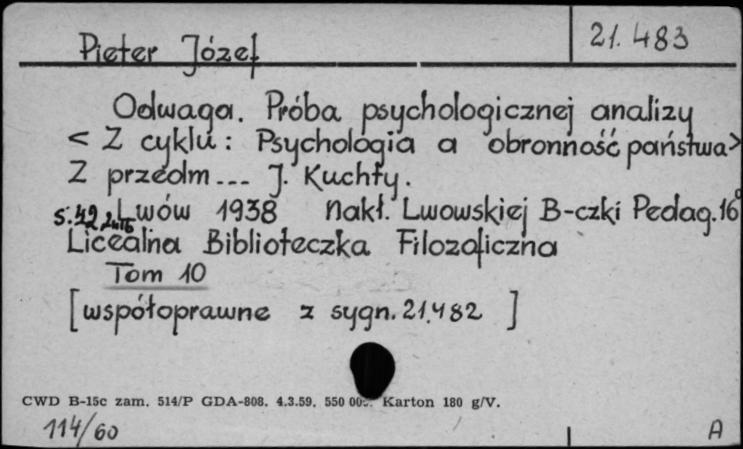 21.483
Pieter Józef
Odwaga. Próba psychologicznej analizy
< Z cyklu: Psychologia a obronność państwa>
Z przedm... J. Kuchty.
s. 49 Lwów 1938 Nakł. Lwowskiej B-czki Pedag. 16°
Licealna Biblioteczka Filozoficzna
Tom 10
[współoprawne z sygn. 21.482 ]
CWD B-15c zam. 514/P GDA-808. 4.3.59. 550 Karton 180 g/V.
114/60
A